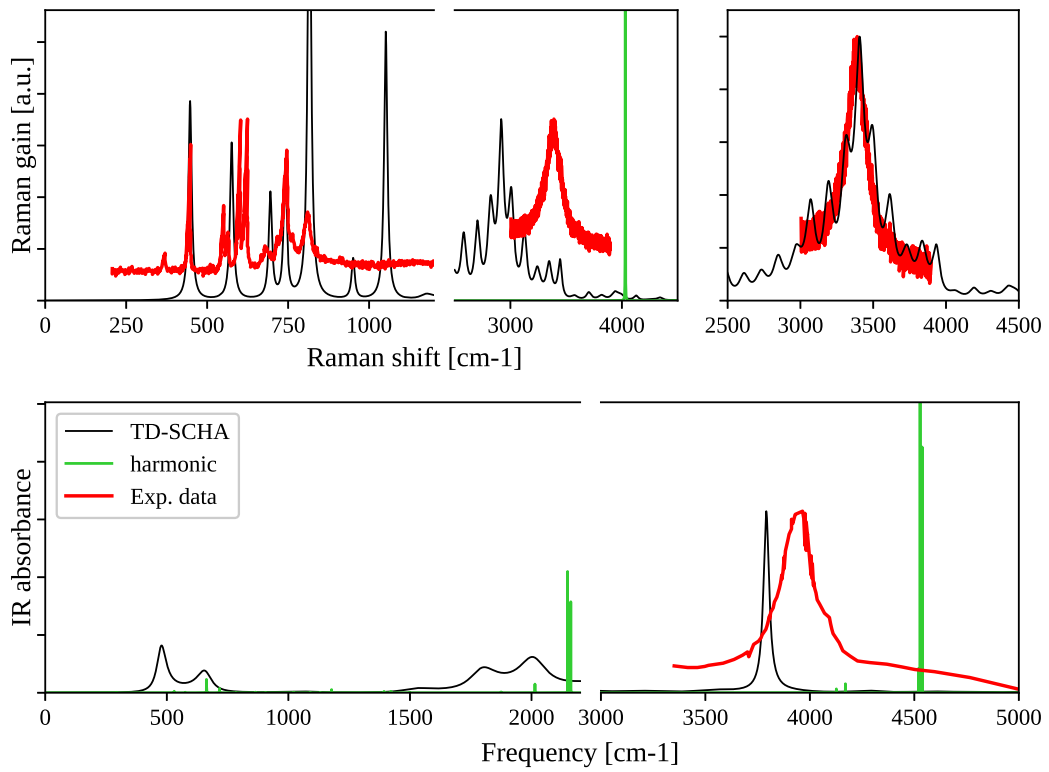 Raman gain [a.u.]
0 250 500 750 1000 3000 4000
Raman shift [cm-1]
2500 3000 3500 4000 4500
TD-SCHA
harmonic
Exp. data
IR absorbance
0 500 1000 1500 2000 3000 3500 4000 4500 5000
Frequency [cm-1]